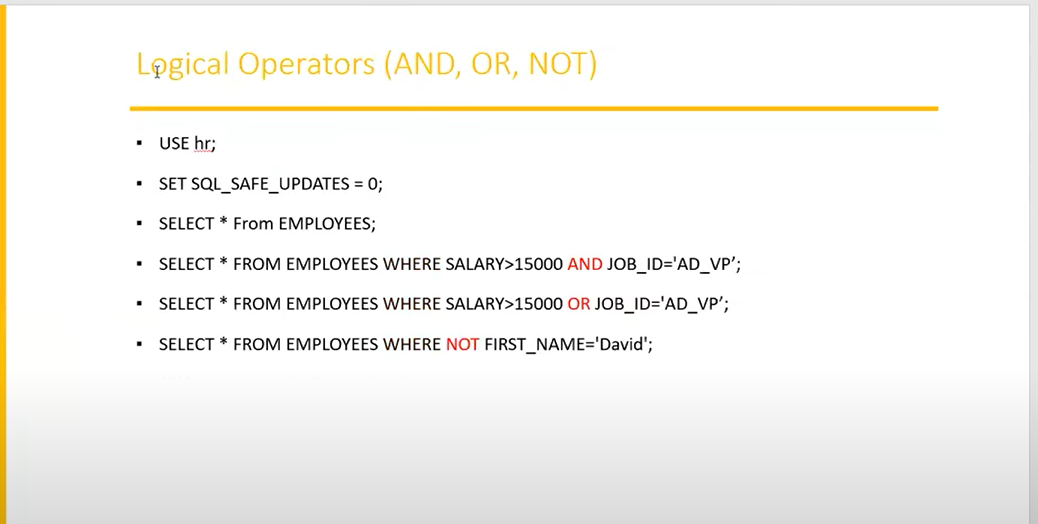 Logical Operators (AND, OR, NOT)
▪ USE hr;
▪ SET SQL_SAFE_UPDATES = 0;
▪ SELECT * From EMPLOYEES;
▪ SELECT * FROM EMPLOYEES WHERE SALARY>15000 AND JOB_ID='AD_VP’;
▪ SELECT * FROM EMPLOYEES WHERE SALARY>15000 OR JOB_ID='AD_VP’;
▪ SELECT * FROM EMPLOYEES WHERE NOT FIRST_NAME='David';